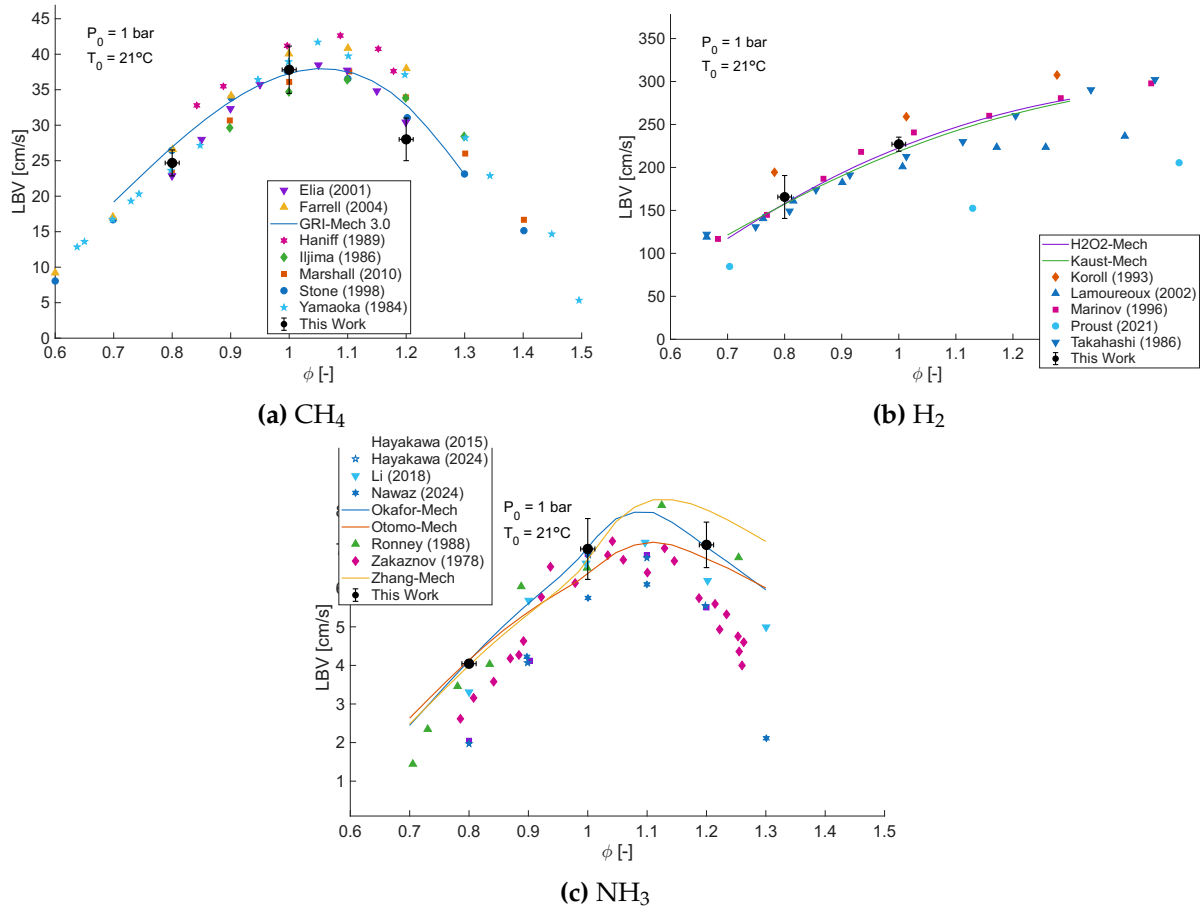 45
40
35
30
25
20
15
10
5
0
LBV [cm/s]
P0 = 1 bar
T0 = 21ºC
Elia (2001)
Farrell (2004)
GRI-Mech 3.0
Haniff (1989)
Iljima (1986)
Marshall (2010)
Stone (1998)
Yamaoka (1984)
This Work
0.6 0.7 0.8 0.9 1 1.1 1.2 1.3 1.4 1.5
ϕ [-]
(a) CH4
350
300
250
200
150
100
50
0
LBV [cm/s]
P0 = 1 bar
T0 = 21ºC
H2O2-Mech
Kaust-Mech
Koroll (1993)
Lamoureoux (2002)
Marinov (1996)
Proust (2021)
Takahashi (1986)
This Work
0.6 0.7 0.8 0.9 1 1.1 1.2
ϕ [-]
(b) H2
Hayakawa (2015)
Hayakawa (2024)
Li (2018)
Nawaz (2024)
Okafor-Mech
Otomo-Mech
Ronney (1988)
Zakaznov (1978)
Zhang-Mech
This Work
P0 = 1 bar
T0 = 21ºC
5
4
3
2
1
LBV [cm/s]
0.6 0.7 0.8 0.9 1 1.1 1.2 1.3 1.4 1.5
ϕ [-]
(c) NH3